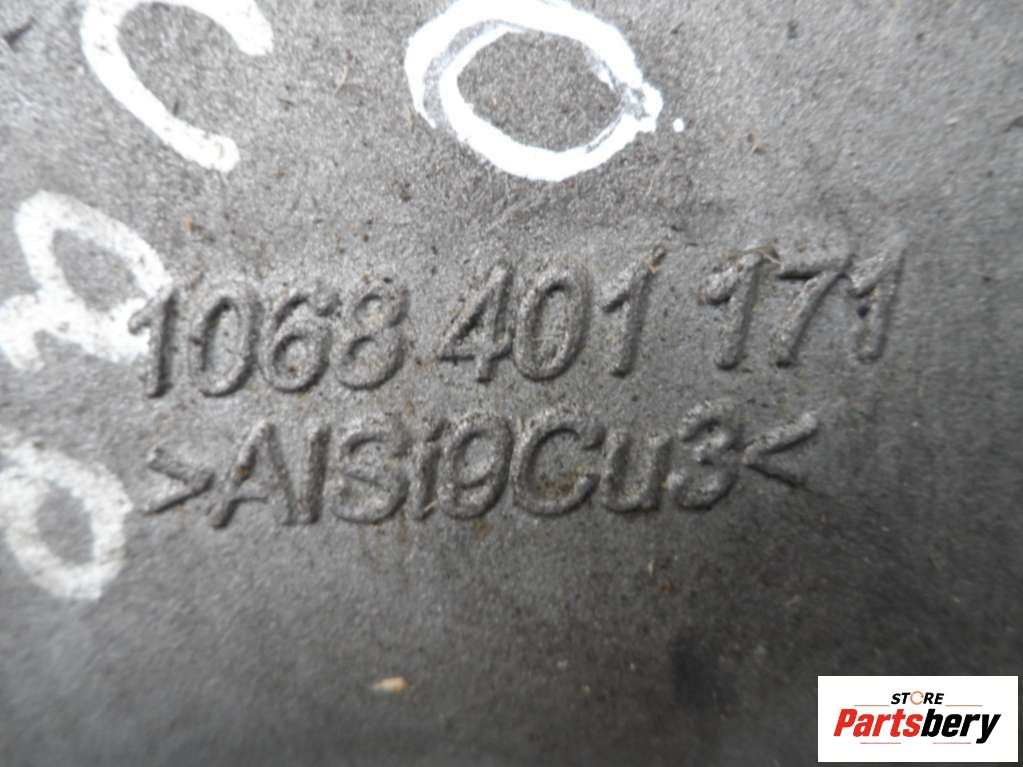 1068 401 171
>AlSi9Cu3<
STORE
Partsbery